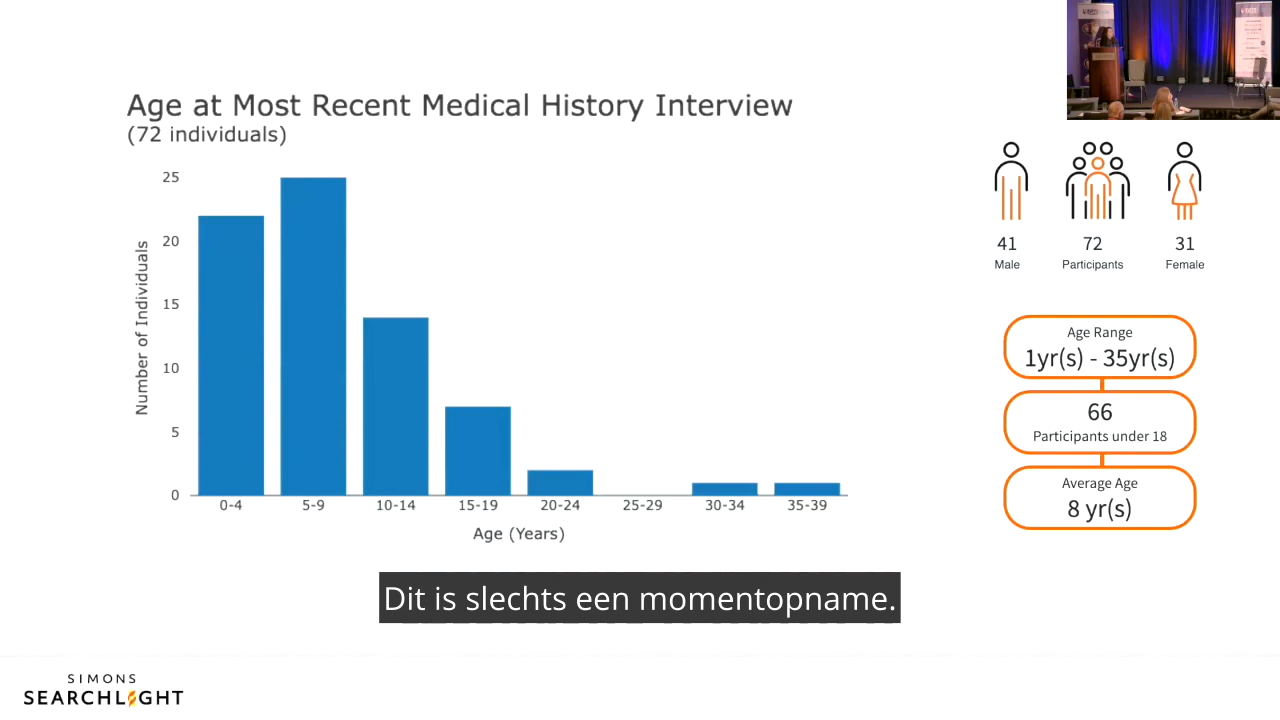 Age at Most Recent Medical History Interview
(72 individuals)
25
20
15
10
5
0
Number of Individuals
0-4 5-9 10-14 15-19 20-24 25-29 30-34 35-39
Age (Years)
41 72 31
Male Participants Female
Age Range
1yr(s) - 35yr(s)
66
Participants under 18
Average Age
8 yr(s)
Dit is slechts een momentopname.
SIMONS
SEARCHLIGHT